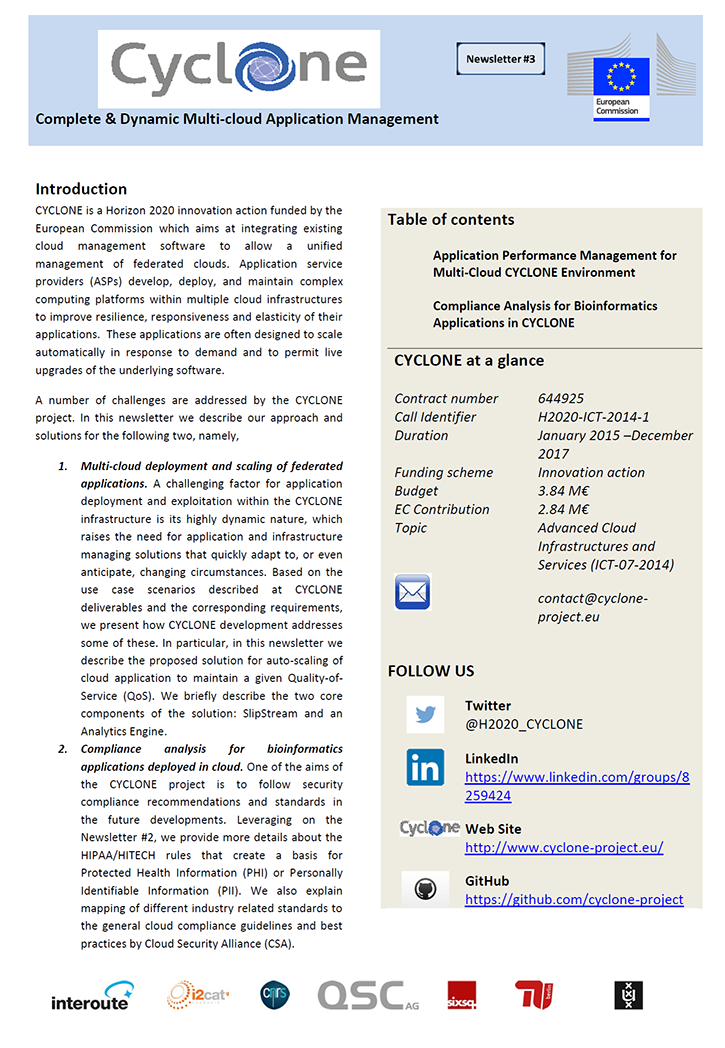 Cyclone
Newsletter #3
European
Commission
Complete & Dynamic Multi-cloud Application Management
Introduction
CYCLONE is a Horizon 2020 innovation action funded by the
European Commission which aims at integrating existing
cloud management software to allow a unified
management of federated clouds. Application service
providers (ASPs) develop, deploy, and maintain complex
computing platforms within multiple cloud infrastructures
to improve resilience, responsiveness and elasticity of their
applications. These applications are often designed to scale
automatically in response to demand and to permit live
upgrades of the underlying software.
A number of challenges are addressed by the CYCLONE
project. In this newsletter we describe our approach and
solutions for the following two, namely,
1. Multi-cloud deployment and scaling of federated
applications. A challenging factor for application
deployment and exploitation within the CYCLONE
infrastructure is its highly dynamic nature, which
raises the need for application and infrastructure
managing solutions that quickly adapt to, or even
anticipate, changing circumstances. Based on the
use case scenarios described at CYCLONE
deliverables and the corresponding requirements,
we present how CYCLONE development addresses
some of these. In particular, in this newsletter we
describe the proposed solution for auto-scaling of
cloud application to maintain a given Quality-of-
Service (QoS). We briefly describe the two core
components of the solution: SlipStream and an
Analytics Engine.
2. Compliance analysis for bioinformatics
applications deployed in cloud. One of the aims of
the CYCLONE project is to follow security
compliance recommendations and standards in
the future developments. Leveraging on the
Newsletter #2, we provide more details about the
HIPAA/HITECH rules that create a basis for
Protected Health Information (PHI) or Personally
Identifiable Information (PII). We also explain
mapping of different industry related standards to
the general cloud compliance guidelines and best
practices by Cloud Security Alliance (CSA).
Table of contents
Application Performance Management for
Multi-Cloud CYCLONE Environment
Compliance Analysis for Bioinformatics
Applications in CYCLONE
CYCLONE at a glance
Contract number 644925
Call Identifier H2020-ICT-2014-1
Duration January 2015 –December
2017
Funding scheme Innovation action
Budget 3.84 M€
EC Contribution 2.84 M€
Topic Advanced Cloud
Infrastructures and
Services (ICT-07-2014)
contact@cyclone-
project.eu
FOLLOW US
Twitter
@H2020_CYCLONE
in
LinkedIn
https://www.linkedin.com/groups/8
259424
Cyclone
Web Site
http://www.cyclone-project.eu/
GitHub
https://github.com/cyclone-project
interoute
i2cat
cnrs
QSC AG
sixsq.
berlin